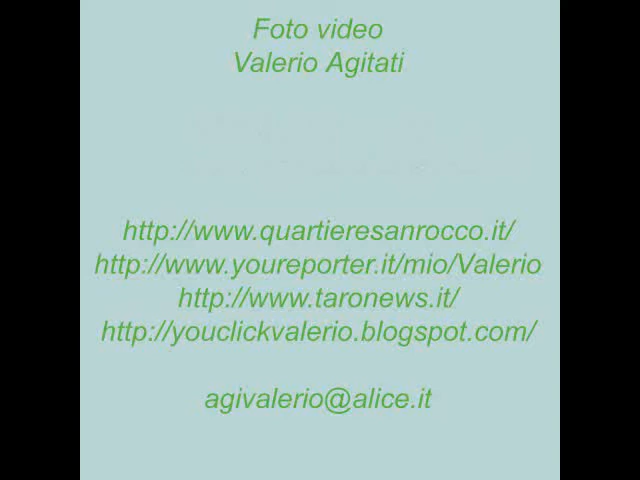 Foto video
Valerio Agitati
http://www.quartieresanrocco.it/
http://www.youreporter.it/mio/Valerio
http://www.taronews.it/
http://youclickvalerio.blogspot.com/
agivalerio@alice.it